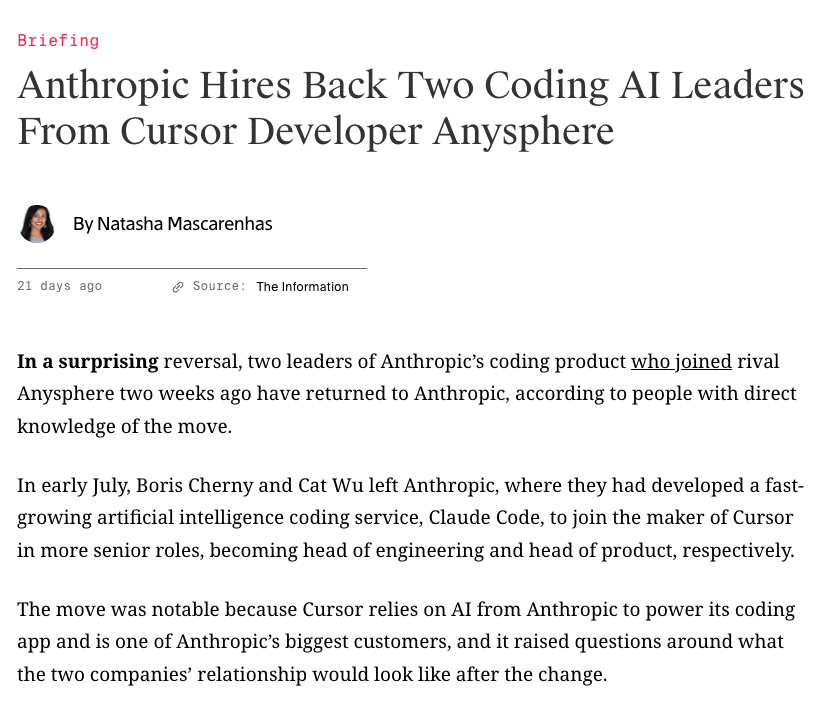 Briefing
Anthropic Hires Back Two Coding AI Leaders
From Cursor Developer Anysphere
By Natasha Mascarenhas
21 days ago Source: The Information
In a surprising reversal, two leaders of Anthropic’s coding product who joined rival
Anysphere two weeks ago have returned to Anthropic, according to people with direct
knowledge of the move.
In early July, Boris Cherny and Cat Wu left Anthropic, where they had developed a fast-
growing artificial intelligence coding service, Claude Code, to join the maker of Cursor
in more senior roles, becoming head of engineering and head of product, respectively.
The move was notable because Cursor relies on AI from Anthropic to power its coding
app and is one of Anthropic’s biggest customers, and it raised questions around what
the two companies’ relationship would look like after the change.